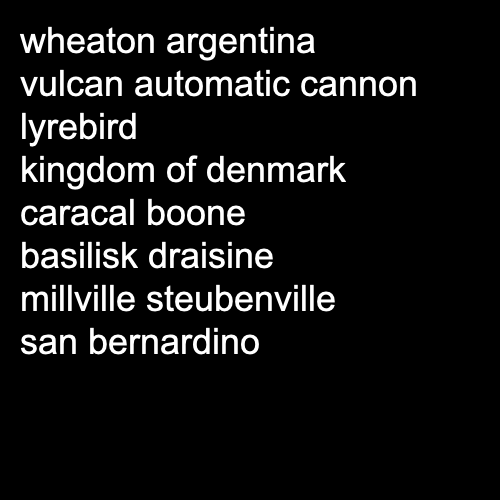 wheaton argentina
vulcan automatic cannon
lyrebird
kingdom of denmark
caracal boone
basilisk draisine
millville steubenville
san bernardino